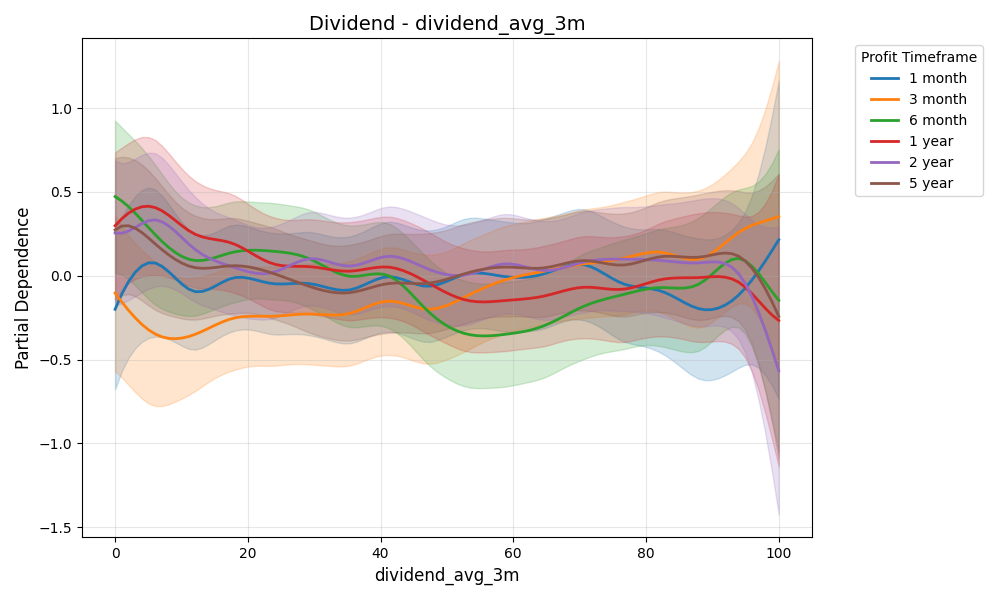 Dividend - dividend_avg_3m
Profit Timeframe
1 month
3 month
6 month
1 year
2 year
5 year
Partial Dependence
1.0
0.5
0.0
−0.5
−1.0
−1.5
0 20 40 60 80 100
dividend_avg_3m